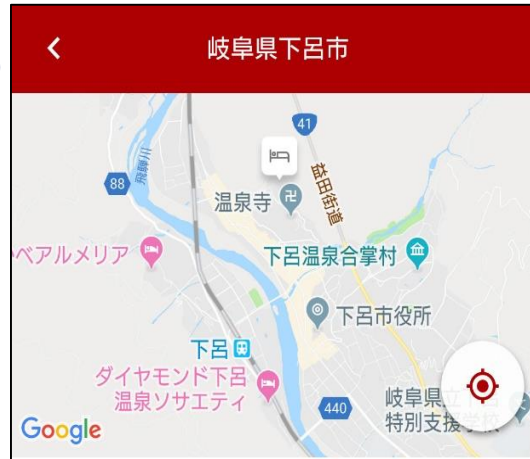 岐阜県下呂市
41
飛騨川
88
益田街道
温泉寺
ベアルメリア
下呂温泉合掌村
下呂市役所
下呂
ダイヤモンド下呂
温泉ソサエティ
440
岐阜県立
特別支援学校
Google